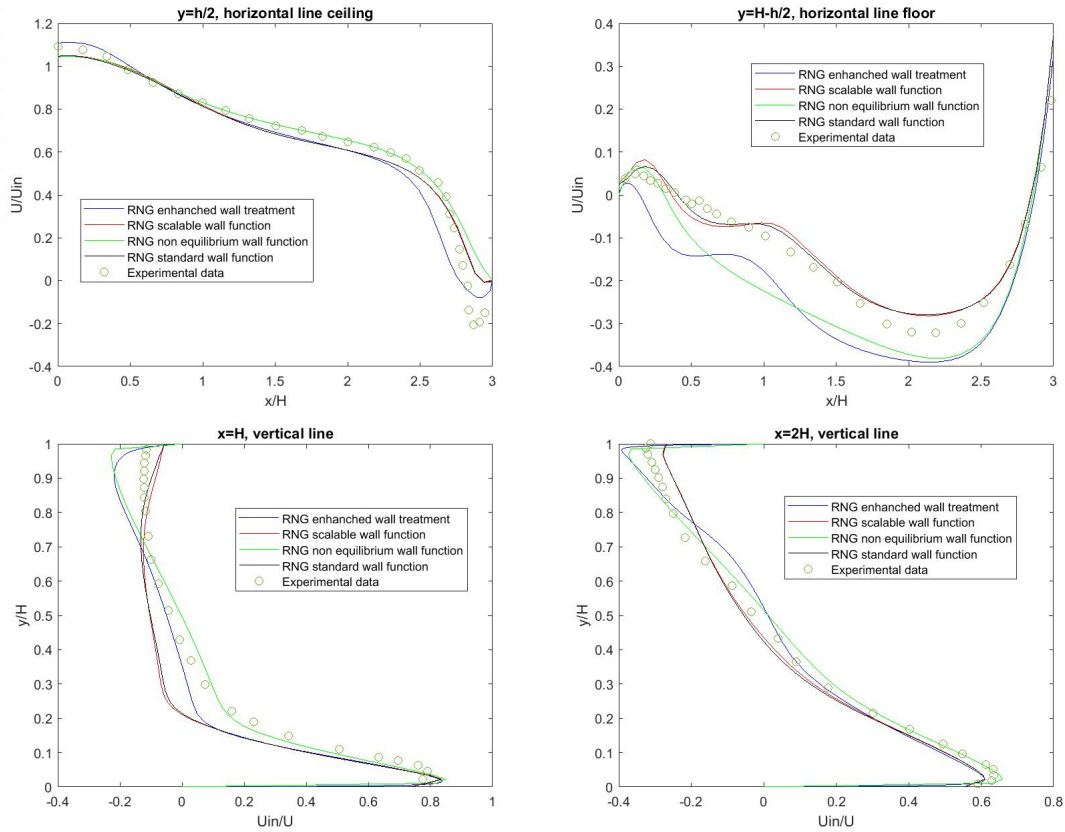 y=h/2, horizontal line ceiling
1.2
1
0.8
0.6
0.4
0.2
0
-0.2
-0.4
U/Uin
RNG enhanched wall treatment
RNG scalable wall function
RNG non equilibrium wall function
RNG standard wall function
Experimental data
0 0.5 1 1.5 2 2.5 3
x/H
y=H-h/2, horizontal line floor
0.4
0.3
0.2
0.1
0
-0.1
-0.2
-0.3
-0.4
U/Uin
RNG enhanched wall treatment
RNG scalable wall function
RNG non equilibrium wall function
RNG standard wall function
Experimental data
0 0.5 1 1.5 2 2.5 3
x/H
x=H, vertical line
1
0.9
0.8
0.7
0.6
0.5
0.4
0.3
0.2
0.1
0
y/H
RNG enhanched wall treatment
RNG scalable wall function
RNG non equilibrium wall function
RNG standard wall function
Experimental data
-0.4 -0.2 0 0.2 0.4 0.6 0.8 1
Uin/U
x=2H, vertical line
1
0.9
0.8
0.7
0.6
0.5
0.4
0.3
0.2
0.1
0
y/H
RNG enhanched wall treatment
RNG scalable wall function
RNG non equilibrium wall function
RNG standard wall function
Experimental data
-0.4 -0.2 0 0.2 0.4 0.6 0.8
Uin/U